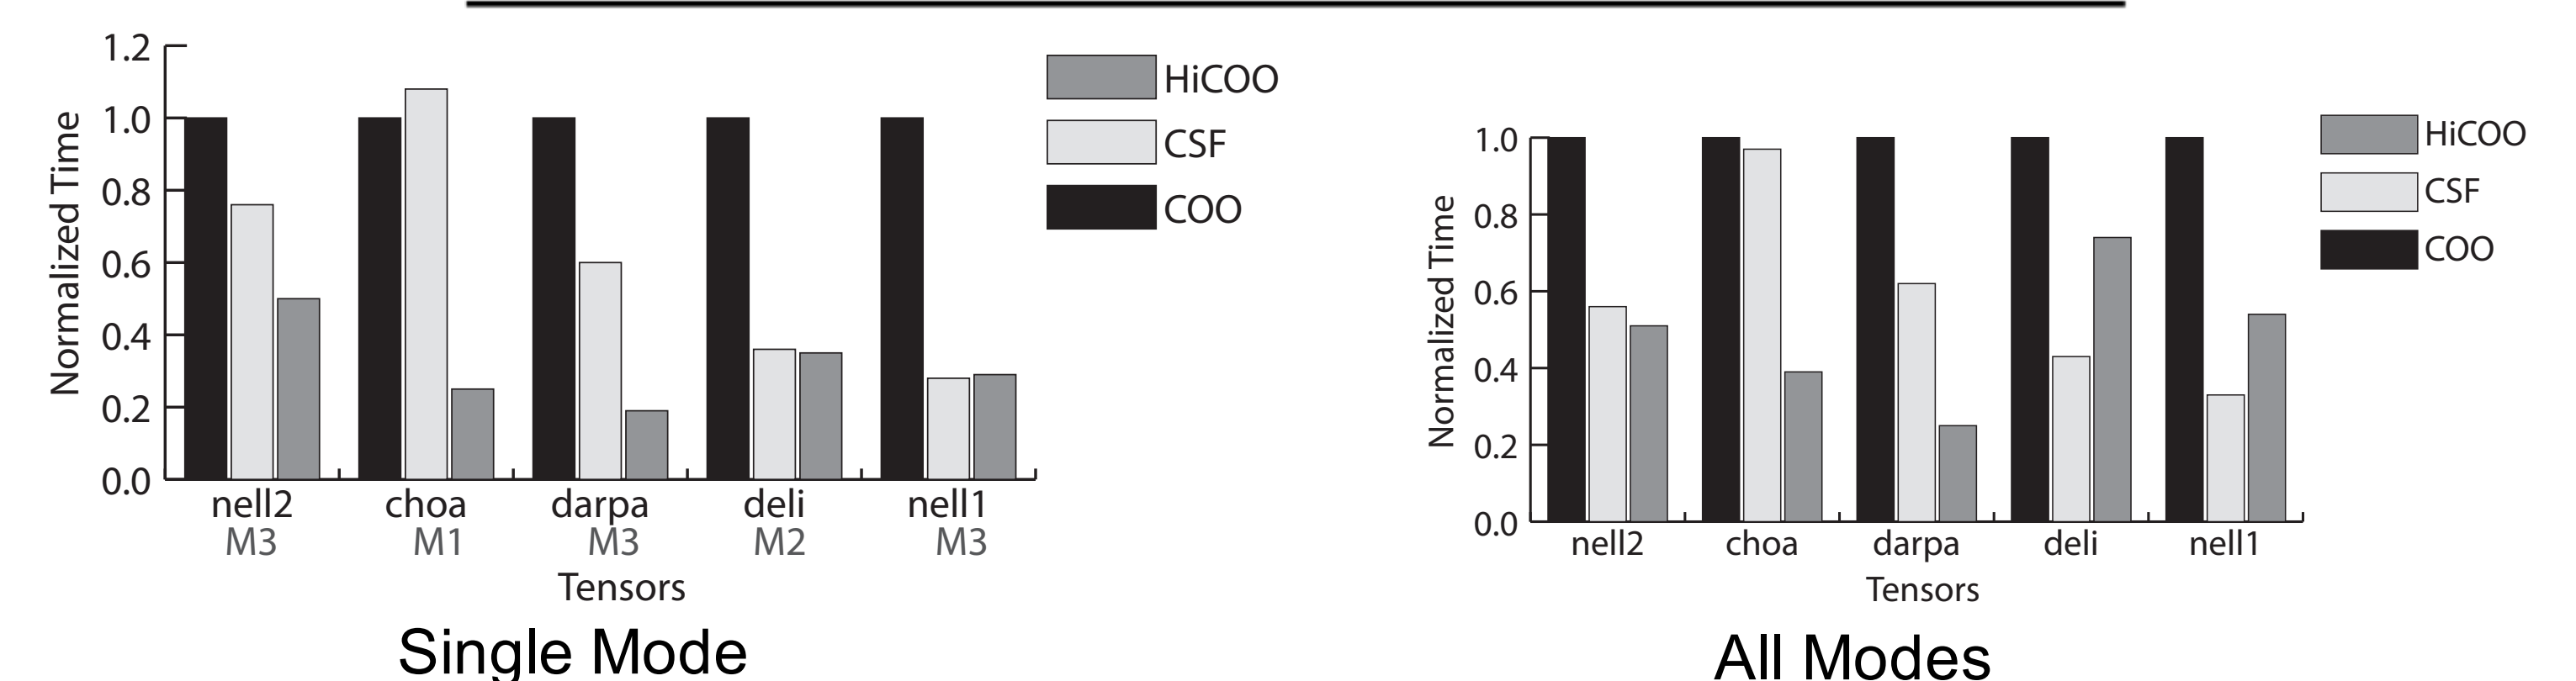 1.2
1.0
0.8
0.6
0.4
0.2
0.0
Normalized Time
nell2 choa darpa deli nell1
M3 M1 M3 M2 M3
Tensors
HiCOO
CSF
COO
Single Mode
1.0
0.8
0.6
0.4
0.2
0.0
Normalized Time
nell2 choa darpa deli nell1
Tensors
HiCOO
CSF
COO
All Modes